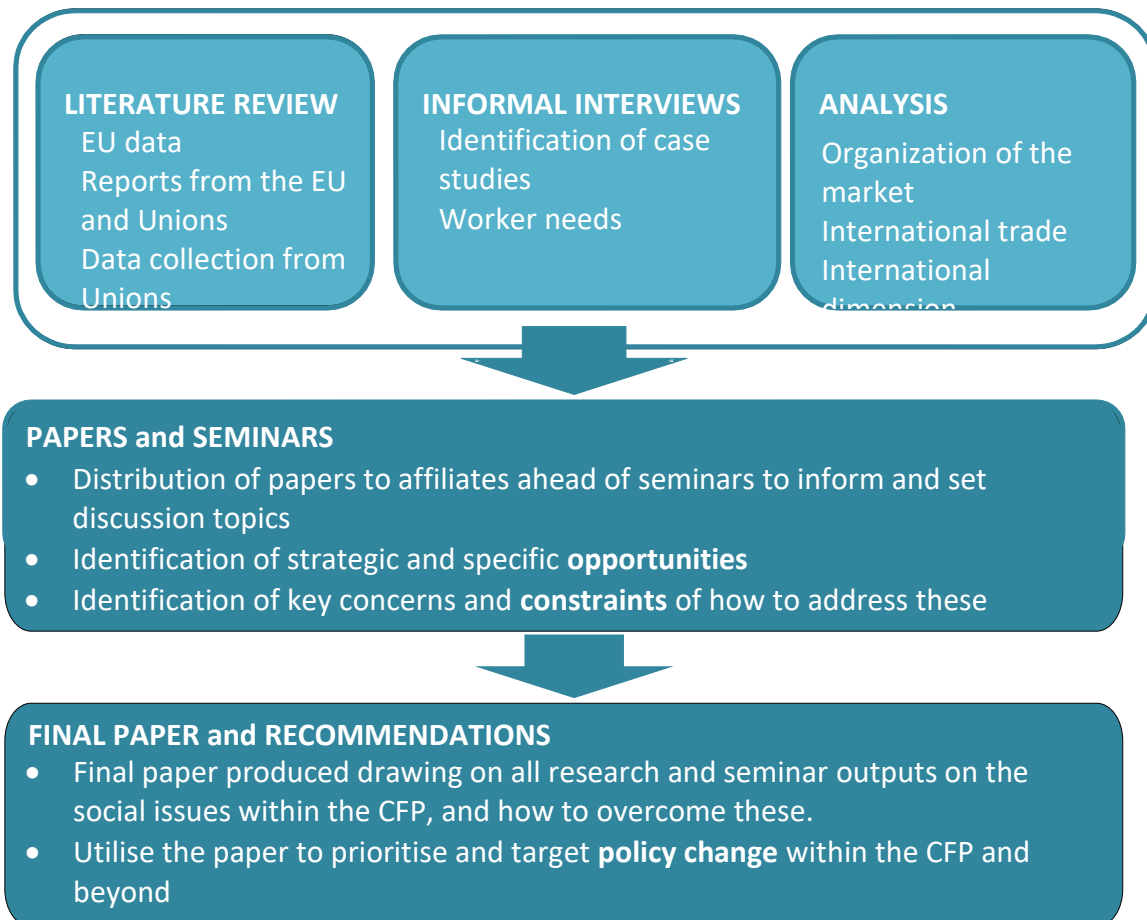 LITERATURE REVIEW
EU data
Reports from the EU
and Unions
Data collection from
Unions
INFORMAL INTERVIEWS
Identification of case
studies
Worker needs
ANALYSIS
Organization of the
market
International trade
International
dimension
PAPERS and SEMINARS
• Distribution of papers to affiliates ahead of seminars to inform and set
discussion topics
• Identification of strategic and specific opportunities
• Identification of key concerns and constraints of how to address these
FINAL PAPER and RECOMMENDATIONS
• Final paper produced drawing on all research and seminar outputs on the
social issues within the CFP, and how to overcome these.
• Utilise the paper to prioritise and target policy change within the CFP and
beyond